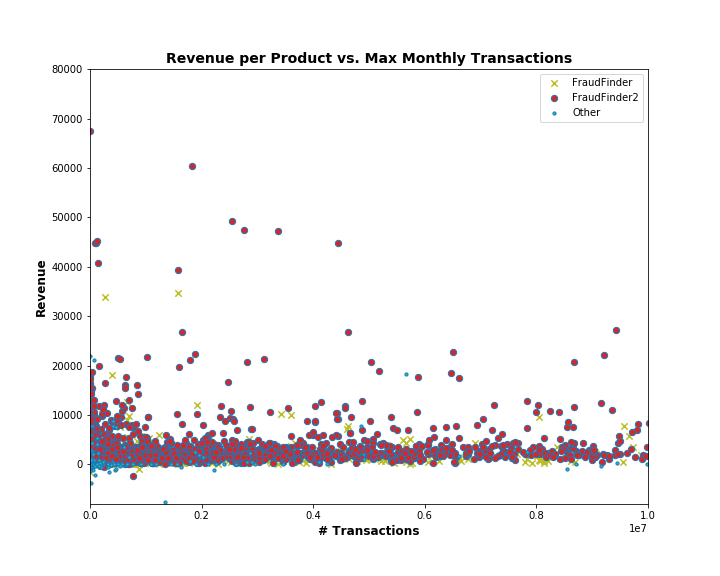 Revenue per Product vs. Max Monthly Transactions
80000
70000
60000
50000
40000
30000
20000
10000
0
Revenue
FraudFinder
FraudFinder2
Other
0.0 0.2 0.4 0.6 0.8 1.0
1e7
# Transactions